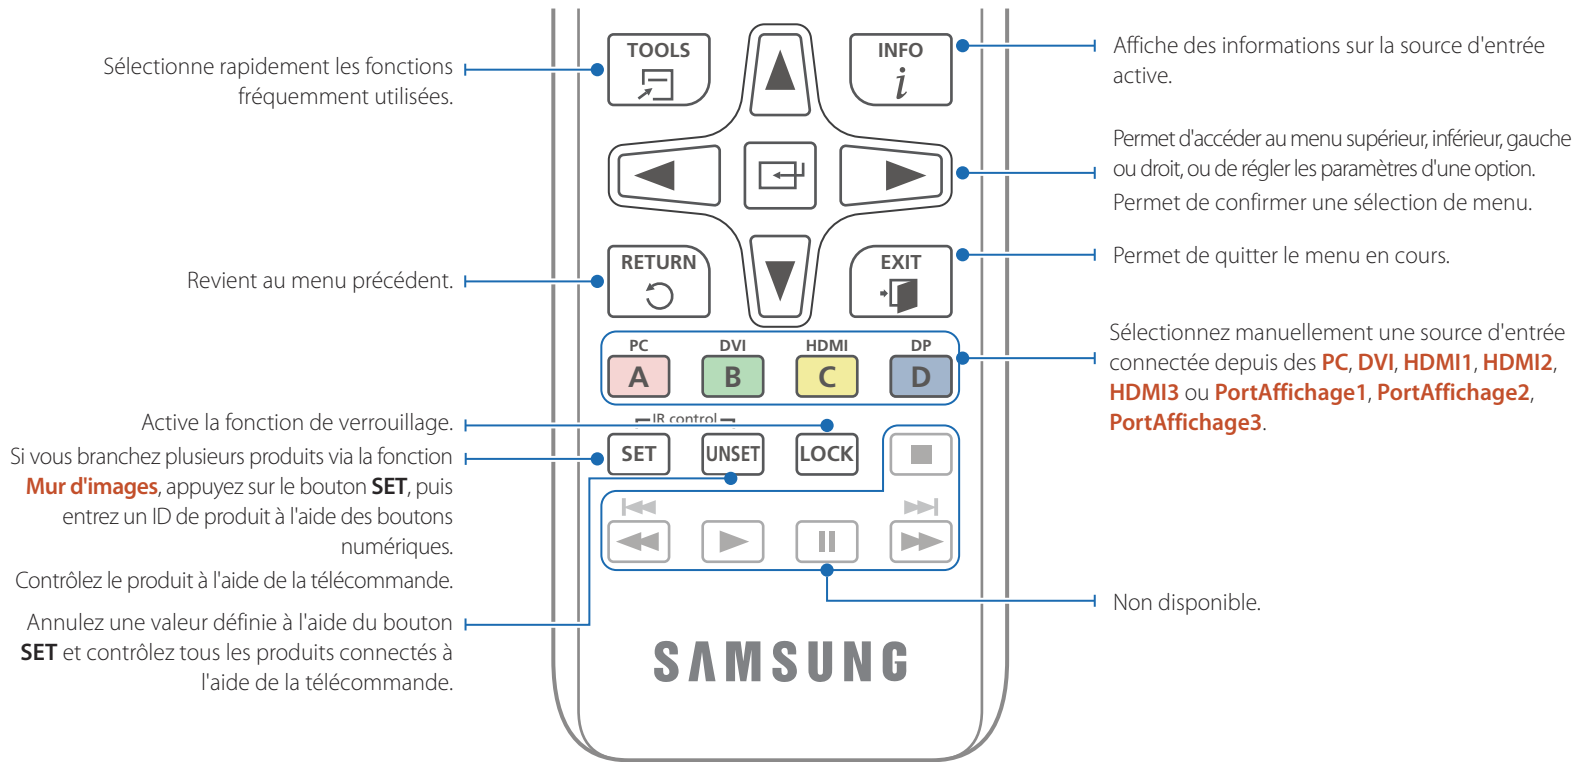 TOOLS
INFO
i
Sélectionne rapidement les fonctions
fréquemment utilisées.
Affiche des informations sur la source d'entrée
active.
Permet d'accéder au menu supérieur, inférieur, gauche
ou droit, ou de régler les paramètres d'une option.
Permet de confirmer une sélection de menu.
RETURN
EXIT
Revient au menu précédent.
Permet de quitter le menu en cours.
PC DVI HDMI DP
A B C D
Sélectionnez manuellement une source d'entrée
connectée depuis des PC, DVI, HDMI1, HDMI2,
HDMI3 ou PortAffichage1, PortAffichage2,
PortAffichage3.
IR control
SET UNSET LOCK
Active la fonction de verrouillage.
Si vous branchez plusieurs produits via la fonction
Mur d'images, appuyez sur le bouton SET, puis
entrez un ID de produit à l'aide des boutons
numériques.
Contrôlez le produit à l'aide de la télécommande.
Annulez une valeur définie à l'aide du bouton
SET et contrôlez tous les produits connectés à
l'aide de la télécommande.
Non disponible.
SAMSUNG